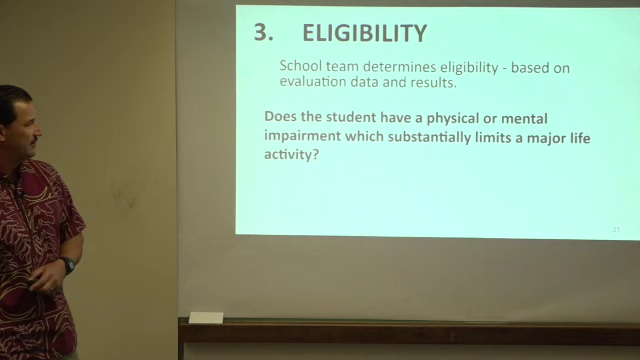 3. ELIGIBILITY
School team determines eligibility - based on
evaluation data and results.
Does the student have a physical or mental
impairment which substantially limits a major life
activity?